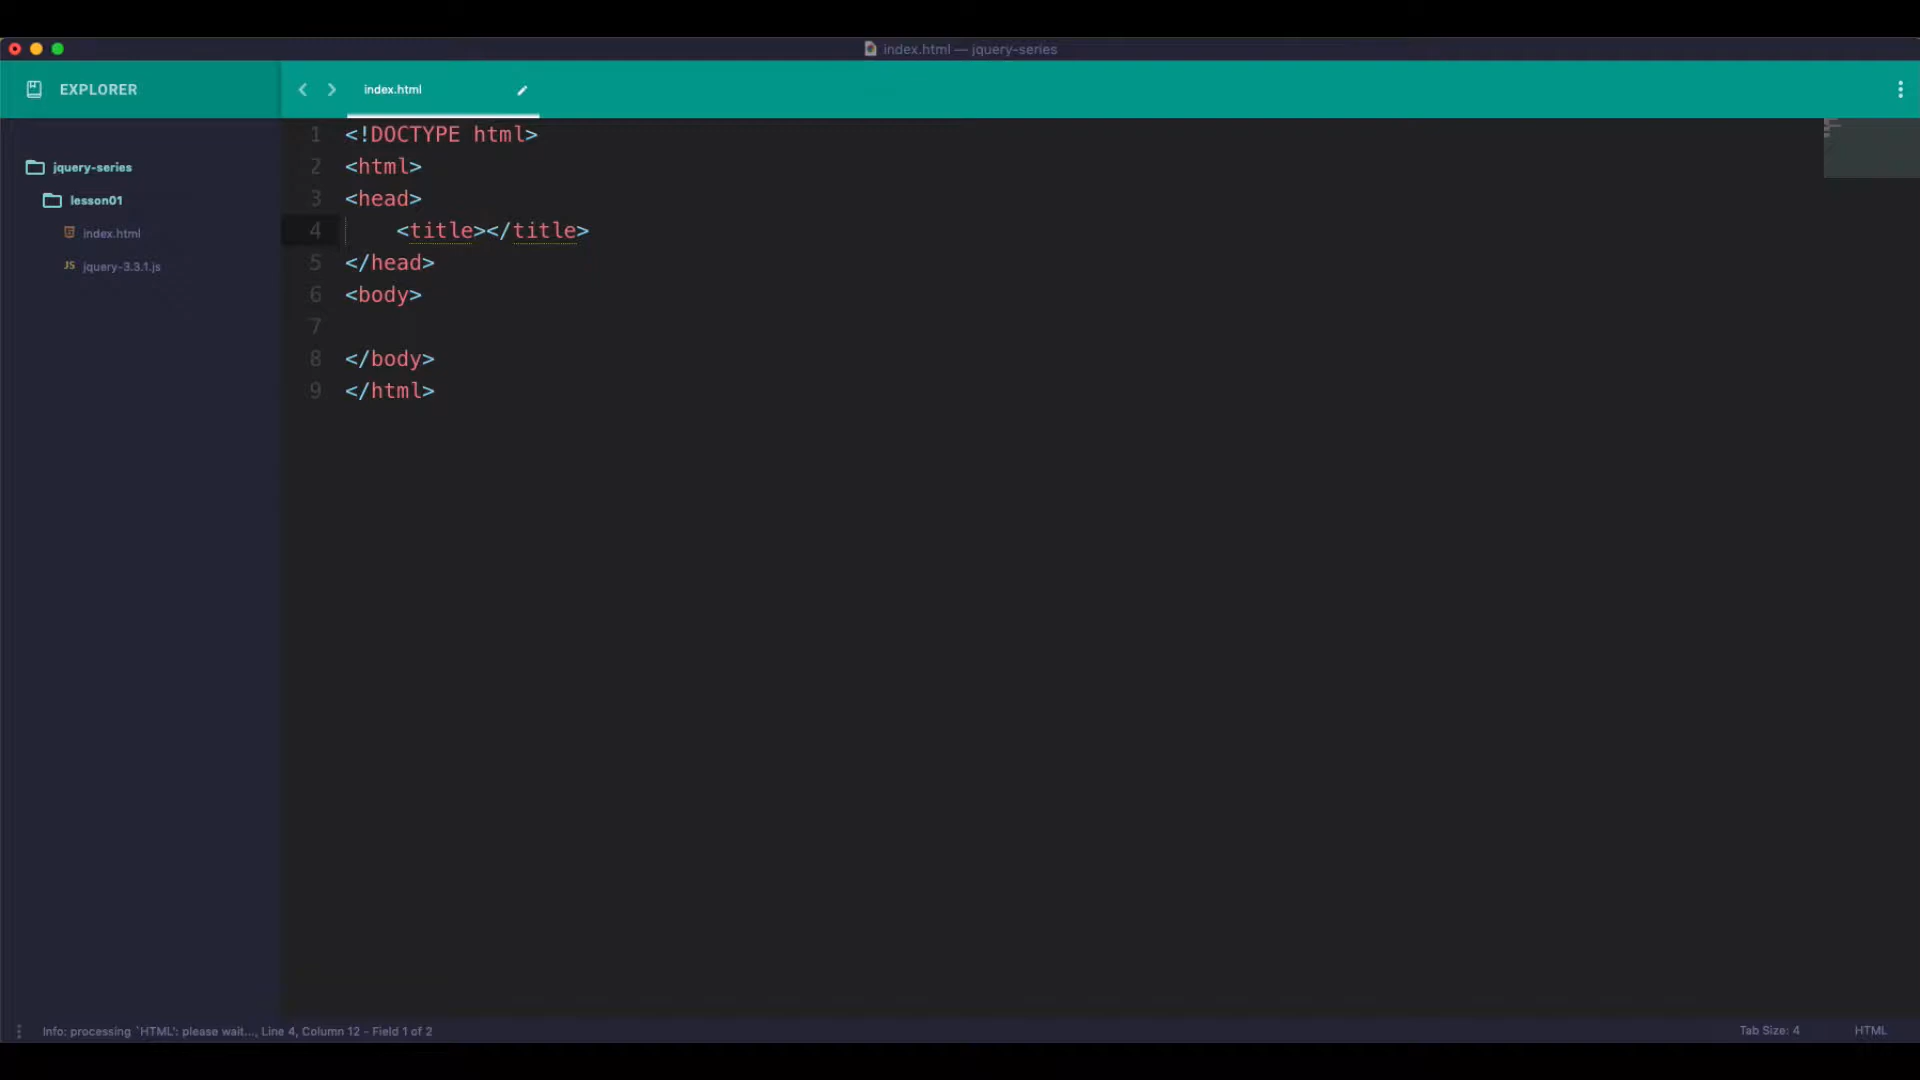 index.html — jquery-series
EXPLORER
index.html
jquery-series
lesson01
index.html
JS jquery-3.3.1.js
1 <!DOCTYPE html>
2 <html>
3 <head>
4 <title></title>
5 </head>
6 <body>
7
8 </body>
9 </html>
Info: processing `HTML': please wait..., Line 4, Column 12 - Field 1 of 2
Tab Size: 4
HTML